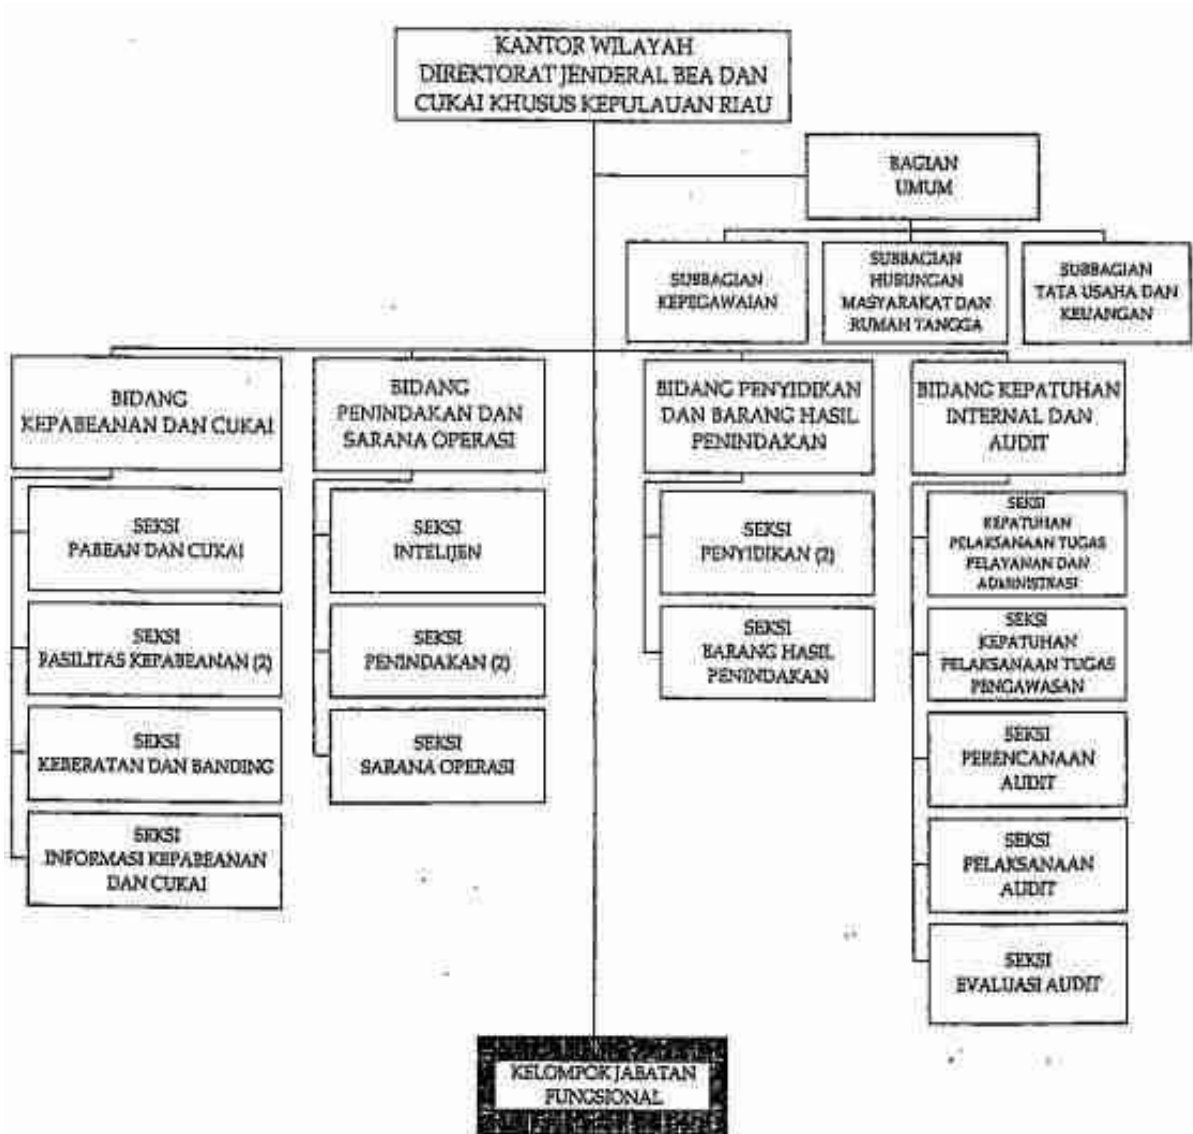 KANTOR WILAYAH
DIREKTORAT JENDERAL BEA DAN
CUKAI KHUSUS KEPULAUAN RIAU
BAGIAN
UMUM
SUBBAGIAN
KEPEGAWAIAN
SUBBAGIAN
HUBUNGAN
MASYARAKAT DAN
RUMAH TANGGA
SUBBAGIAN
TATA USAHA DAN
KEUANGAN
BIDANG
KEPABEANAN DAN CUKAI
BIDANG
PENINDAKAN DAN
SARANA OPERASI
BIDANG PENYIDIKAN
DAN BARANG HASIL
PENINDAKAN
BIDANG KEPATUHAN
INTERNAL DAN
AUDIT
SEKSI
PABEAN DAN CUKAI
SEKSI
FASILITAS KEPABEANAN (2)
SEKSI
KEBERATAN DAN BANDING
SEKSI
INFORMASI KEPABEANAN
DAN CUKAI
SEKSI
INTELIJEN
SEKSI
PENINDAKAN (2)
SEKSI
SARANA OPERASI
SEKSI
PENYIDIKAN (2)
SEKSI
BARANG HASIL
PENINDAKAN
SEKSI
KEPATUHAN
PELAKSANAAN TUGAS
PELAYANAN DAN
ADMINISTRASI
SEKSI
KEPATUHAN
PELAKSANAAN TUGAS
PENGAWASAN
SEKSI
PERENCANAAN
AUDIT
SEKSI
PELAKSANAAN
AUDIT
SEKSI
EVALUASI AUDIT
KELOMPOK JABATAN
FUNGSIONAL